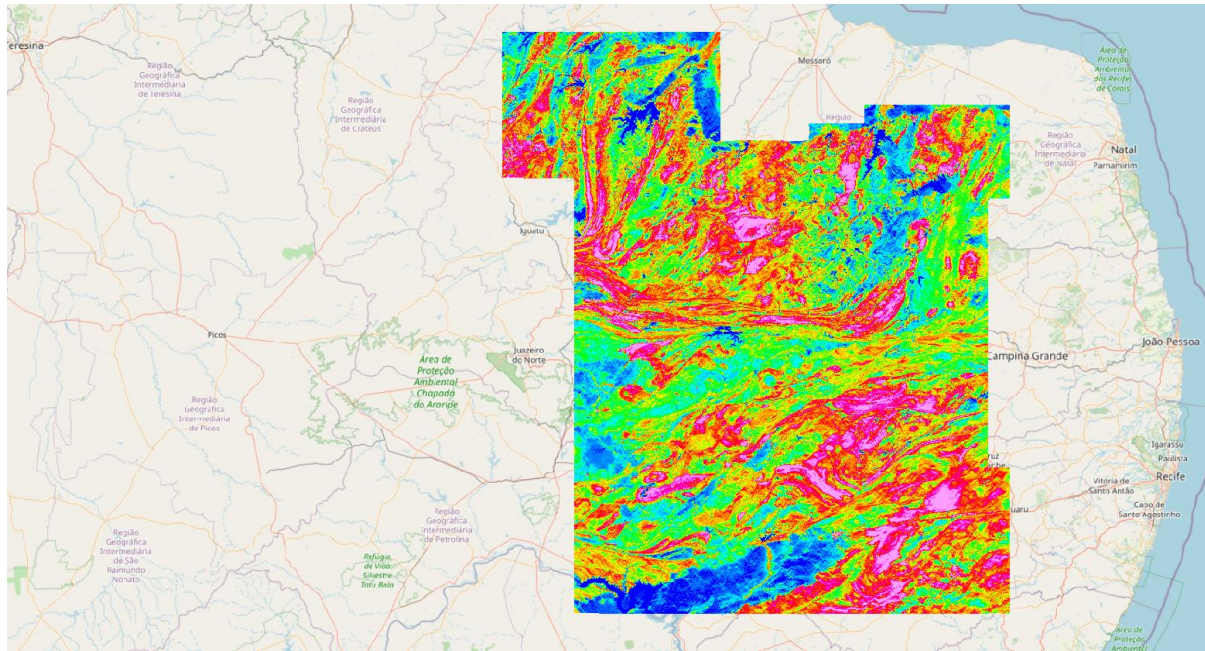 Teresina
Região
Geográfica
Intermediária
de Teresina
Região
Geográfica
Intermediária
de Crateús
Mossoró
Área de
Proteção
Ambiental
dos Recifes
de Corais
Região
Região
Geográfica
Intermediária
de Natal
Natal
Parnamirim
Iguatu
Picos
Área de
Proteção
Ambiental
Chapada
do Araripe
Juazeiro
do Norte
João Pessoa
Campina Grande
Região
Geográfica
Intermediária
de Picos
Igarassu
Paulista
Recife
Vitória de
Santo Antão
Cabo de
Santo Agostinho
uaru
Região
Geográfica
Intermediária
de Petrolina
Região
Geográfica
Intermediária
de São
Raimundo
Nonato
Refúgio
de Vida
Silvestre
Tatu Bola
Área de
Proteção
Ambiental